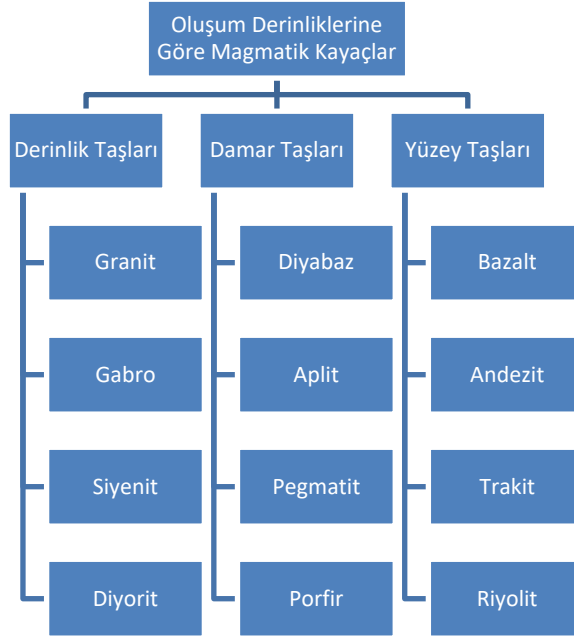 Oluşum Derinliklerine
Göre Magmatik Kayaçlar
Derinlik Taşları
Granit
Gabro
Siyenit
Diyorit
Damar Taşları
Diyabaz
Aplit
Pegmatit
Porfir
Yüzey Taşları
Bazalt
Andezit
Trakit
Riyolit